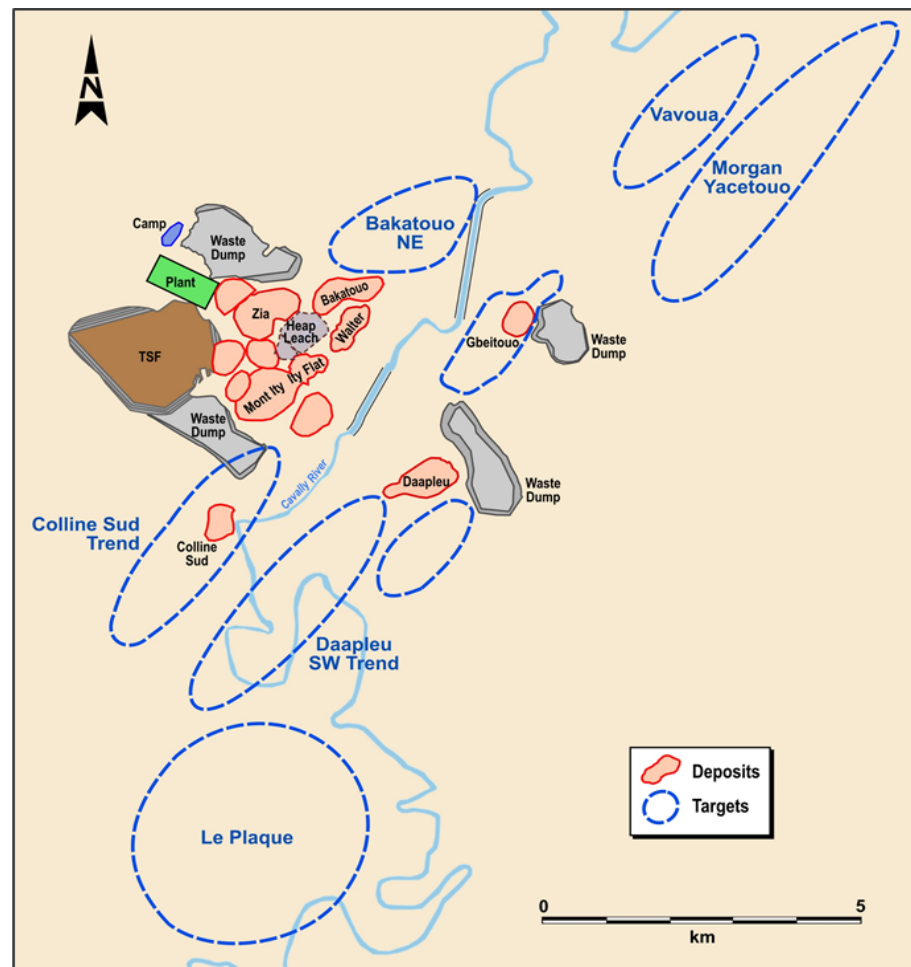 N
Vavoua
Morgan
Yacetouo
Camp
Waste
Dump
Bakatouo
NE
Plant
Bakatouo
Zia
Heap
Leach
Walter
Gbeitouo
Waste
Dump
TSF
Ity Flat
Mont Ity
Waste
Dump
Cavally River
Daapleu
Waste
Dump
Colline Sud
Trend
Colline
Sud
Daapleu
SW Trend
Le Plaque
Deposits
Targets
0
5
km